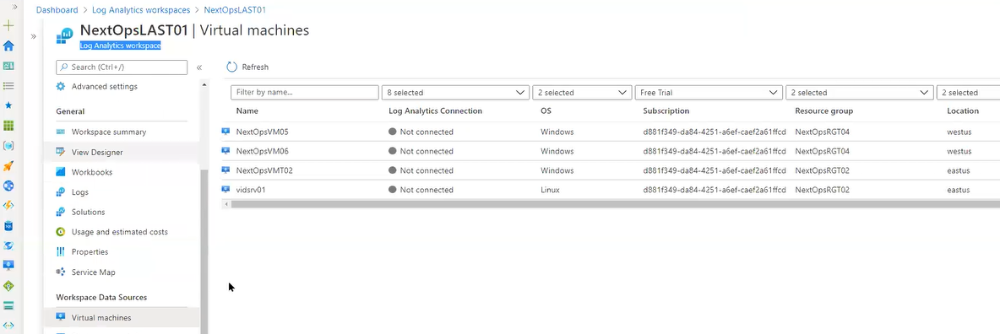 Dashboard > Log Analytics workspaces > NextOpsLAST01
NextOpsLAST01 | Virtual machines
Log Analytics workspace
Search (Ctrl+/)
Advanced settings
General
Workspace summary
View Designer
Workbooks
Logs
Solutions
Usage and estimated costs
Properties
Service Map
Workspace Data Sources
Virtual machines
Refresh
Filter by name... 8 selected 2 selected Free Trial 2 selected 2 selected
Name Log Analytics Connection OS Subscription Resource group Location
NextOpsVM05 Not connected Windows d881f349-da84-4251-a6ef-caef2a61ffcd NextOpsRGT04 westus
NextOpsVM06 Not connected Windows d881f349-da84-4251-a6ef-caef2a61ffcd NextOpsRGT04 westus
NextOpsVMT02 Not connected Windows d881f349-da84-4251-a6ef-caef2a61ffcd NextOpsRGT02 eastus
vidsrv01 Not connected Linux d881f349-da84-4251-a6ef-caef2a61ffcd NextOpsRGT02 eastus